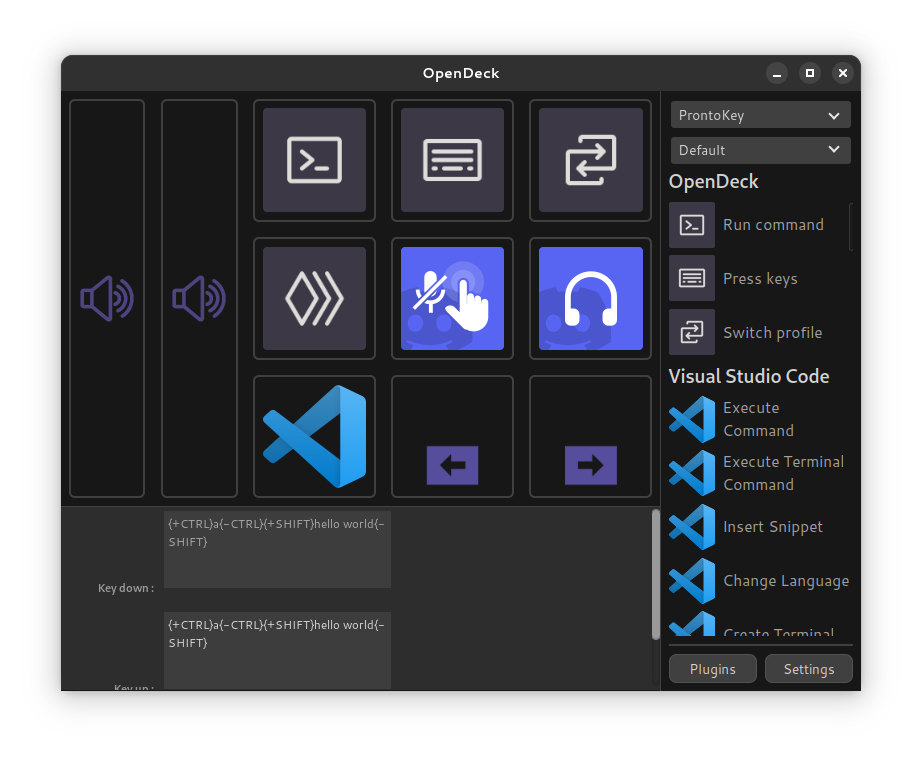 OpenDeck
ProntoKey
Default
OpenDeck
Run command
Press keys
Switch profile
Visual Studio Code
Execute
Command
Execute Terminal
Command
Insert Snippet
Change Language
Create Terminal
Plugins
Settings
{+CTRL}a{-CTRL}{+SHIFT}hello world{-
SHIFT}
Key down :
{+CTRL}a{-CTRL}{+SHIFT}hello world{-
SHIFT}
Key up :